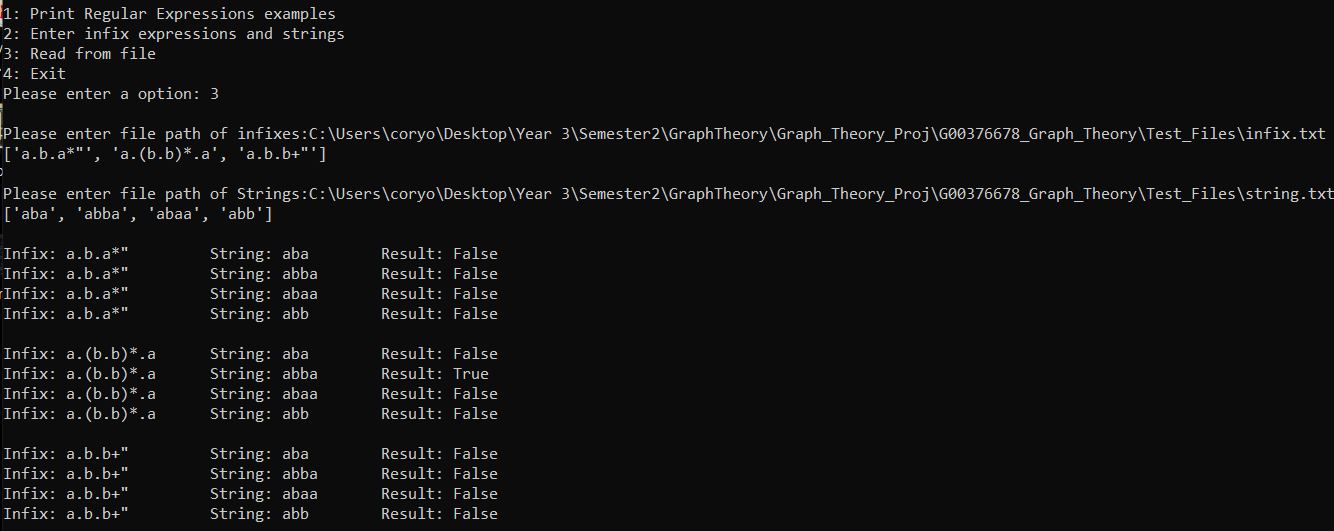 1: Print Regular Expressions examples
2: Enter infix expressions and strings
3: Read from file
4: Exit
Please enter a option: 3
Please enter file path of infixes:C:\Users\coryo\Desktop\Year 3\Semester2\GraphTheory\Graph_Theory_Proj\G00376678_Graph_Theory\Test_Files\infix.txt
['a.b.a*"', 'a.(b.b)*.a', 'a.b.b+"']
Please enter file path of Strings:C:\Users\coryo\Desktop\Year 3\Semester2\GraphTheory\Graph_Theory_Proj\G00376678_Graph_Theory\Test_Files\string.txt
['aba', 'abba', 'abaa', 'abb']
Infix: a.b.a*" String: aba Result: False
Infix: a.b.a*" String: abba Result: False
Infix: a.b.a*" String: abaa Result: False
Infix: a.b.a*" String: abb Result: False
Infix: a.(b.b)*.a String: aba Result: False
Infix: a.(b.b)*.a String: abba Result: True
Infix: a.(b.b)*.a String: abaa Result: False
Infix: a.(b.b)*.a String: abb Result: False
Infix: a.b.b+" String: aba Result: False
Infix: a.b.b+" String: abba Result: False
Infix: a.b.b+" String: abaa Result: False
Infix: a.b.b+" String: abb Result: False